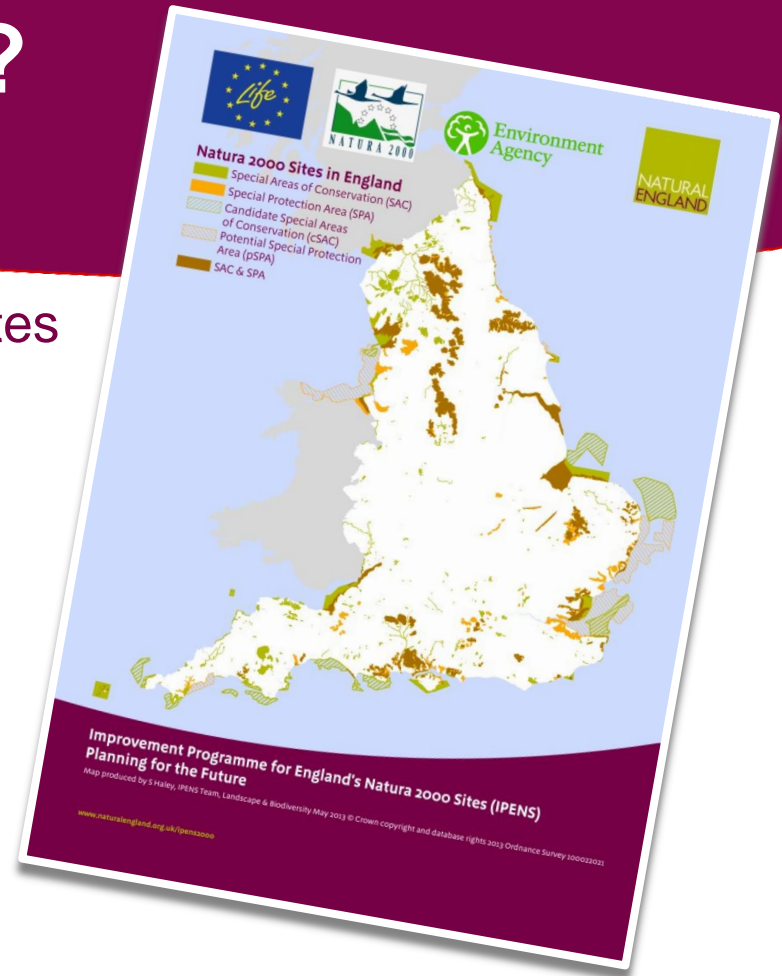 ?
tes
Life
NATURA 2000
Environment
Agency
NATURAL
ENGLAND
Natura 2000 Sites in England
Special Areas of Conservation (SAC)
Special Protection Area (SPA)
Candidate Special Areas
of Conservation (cSAC)
Potential Special Protection
Area (pSPA)
SAC & SPA
Improvement Programme for England's Natura 2000 Sites (IPENS)
Planning for the Future
Map produced by S Haley, IPENS Team, Landscape & Biodiversity May 2013 © Crown copyright and database rights 2013 Ordnance Survey 100022021
www.naturalengland.org.uk/ipens2000